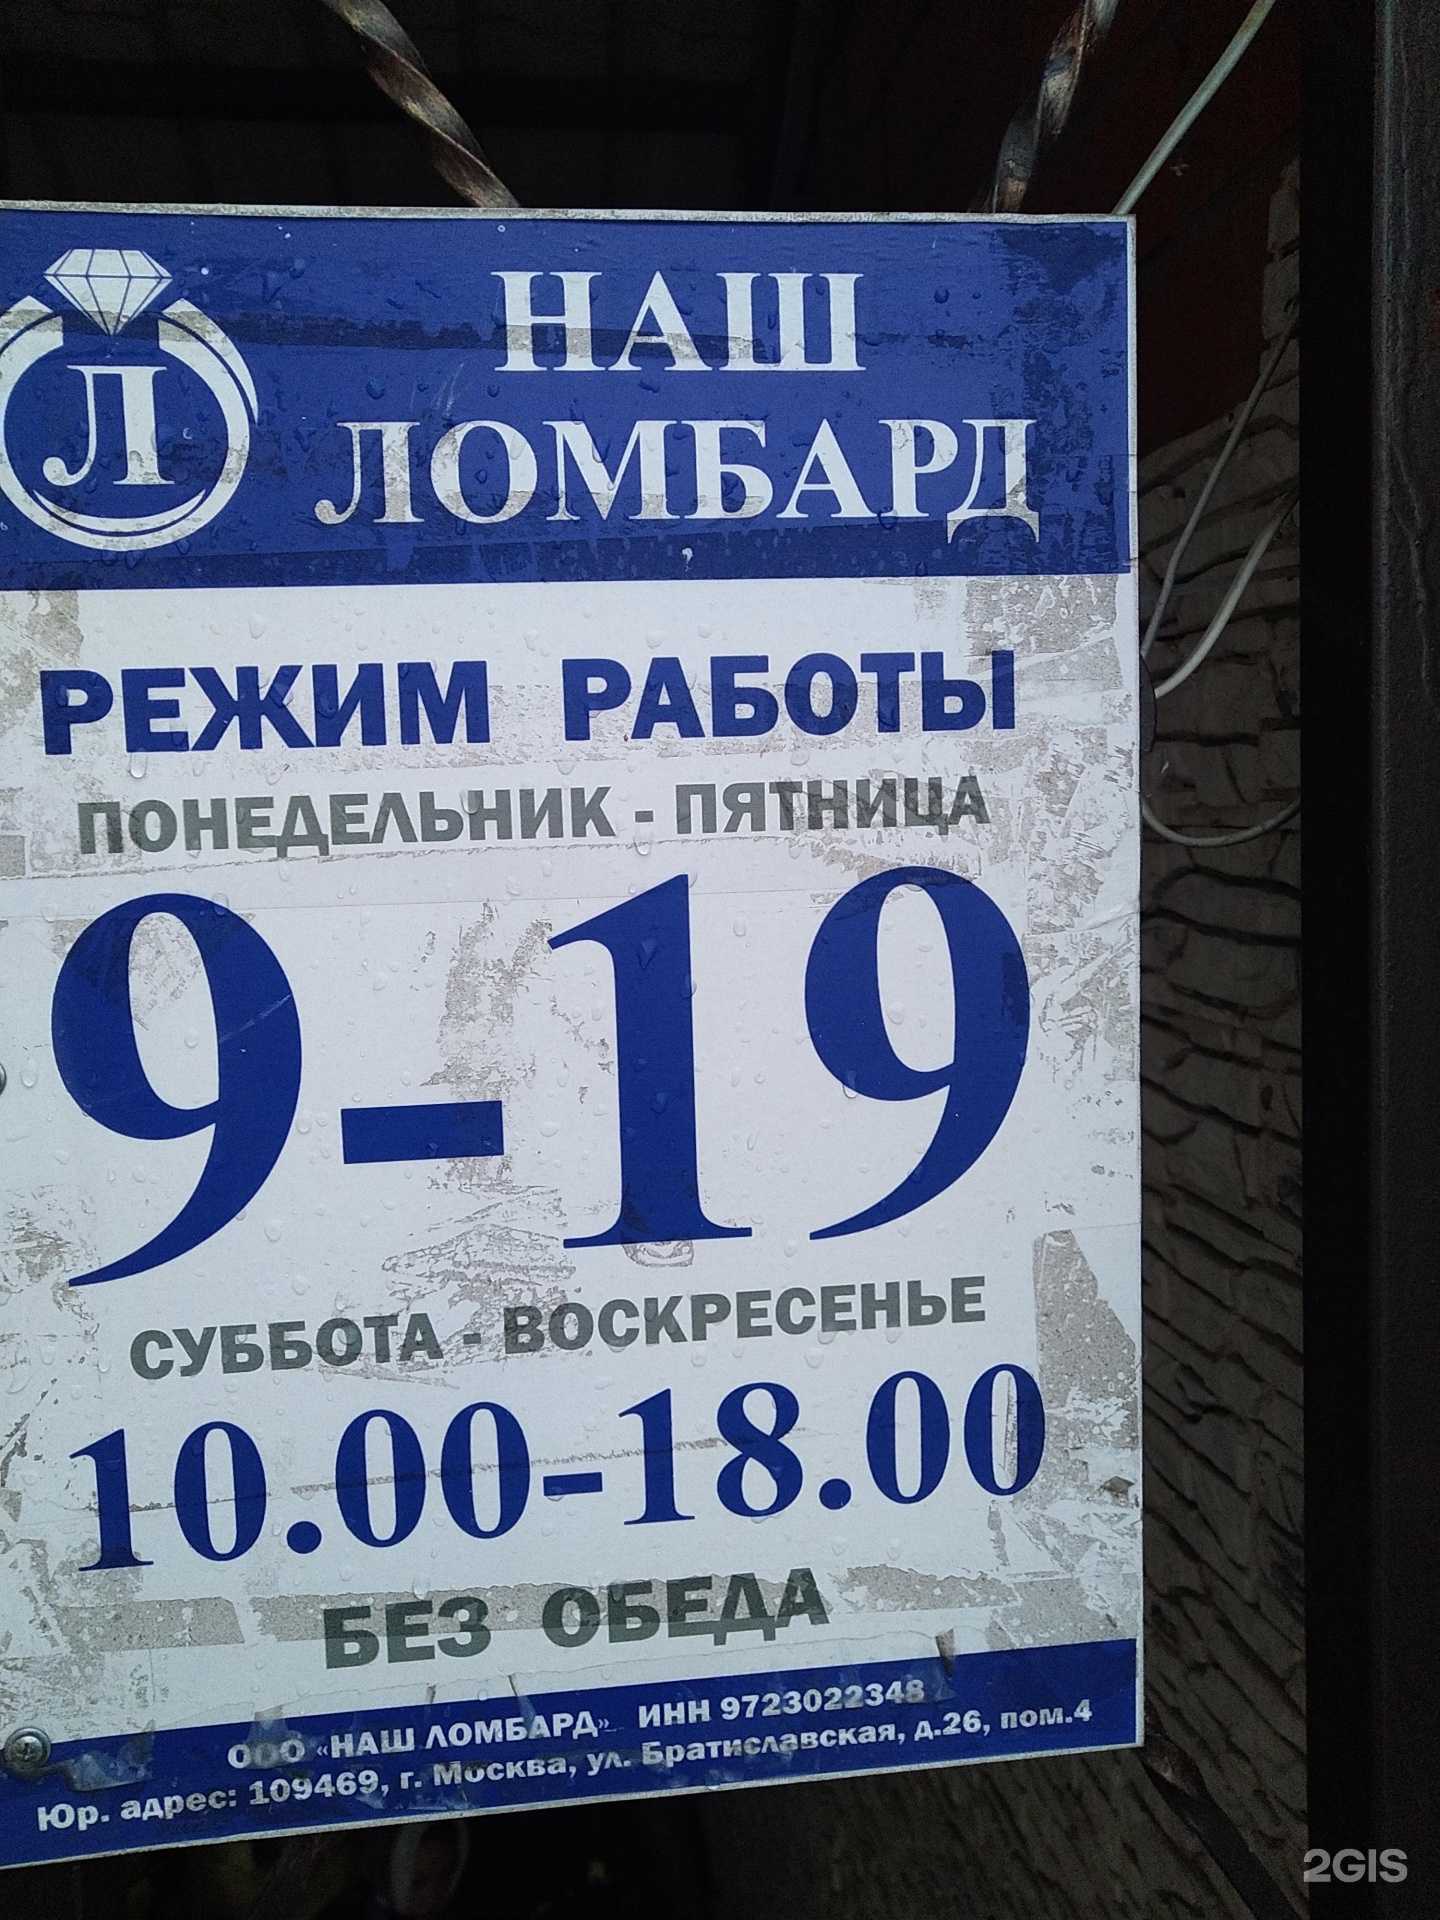 НАШ
Л
ЛОМБАРД
РЕЖИМ РАБОТЫ
ПОНЕДЕЛЬНИК - ПЯТНИЦА
9-19
СУББОТА - ВОСКРЕСЕНЬЕ
10.00-18.00
БЕЗ ОБЕДА
ООО «НАШ ЛОМБАРД» ИНН 9723022348
Юр. адрес: 109469, г. Москва, ул. Братиславская, д.26, пом.4
2GIS